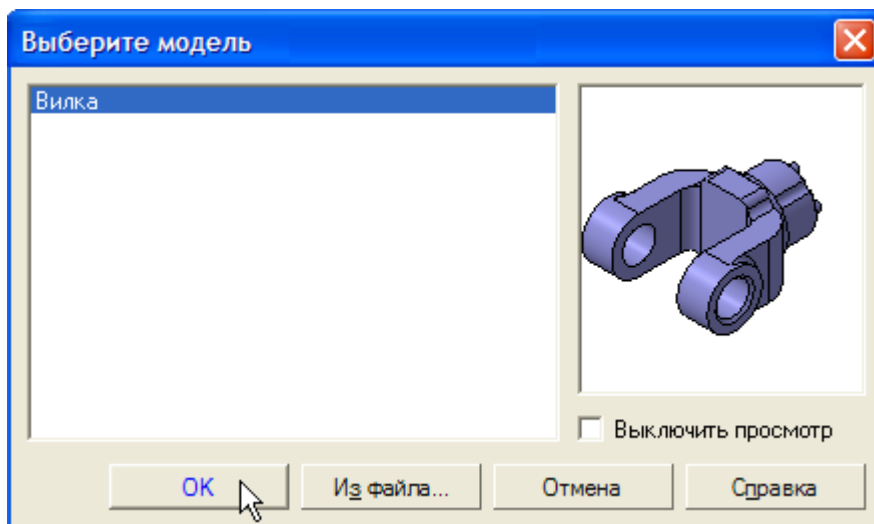 Выберите модель
Вилка
Выключить просмотр
OK
Из файла...
Отмена
Справка